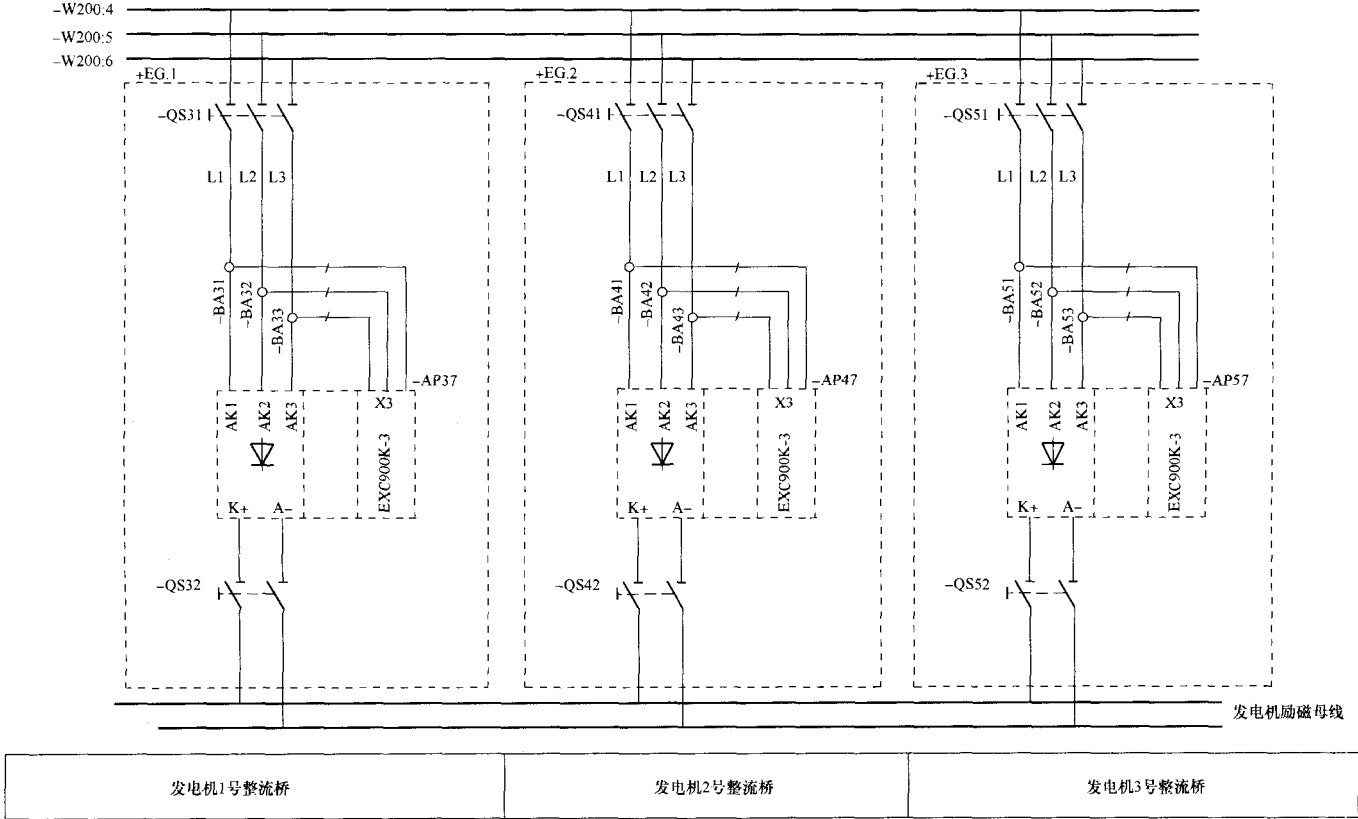 -W200:4
-W200:5
-W200:6
+EG.1
+EG.2
+EG.3
-QS31
-QS41
-QS51
L1 L2 L3
L1 L2 L3
L1 L2 L3
-BA31
-BA32
-BA33
-BA41
-BA42
-BA43
-BA51
-BA52
-BA53
-AP37
-AP47
-AP57
AK1
AK2
AK3
X3
EXC900K-3
AK1
AK2
AK3
X3
EXC900K-3
AK1
AK2
AK3
X3
EXC900K-3
K+ A-
K+ A-
K+ A-
-QS32
-QS42
-QS52
发电机励磁母线
发电机1号整流桥
发电机2号整流桥
发电机3号整流桥